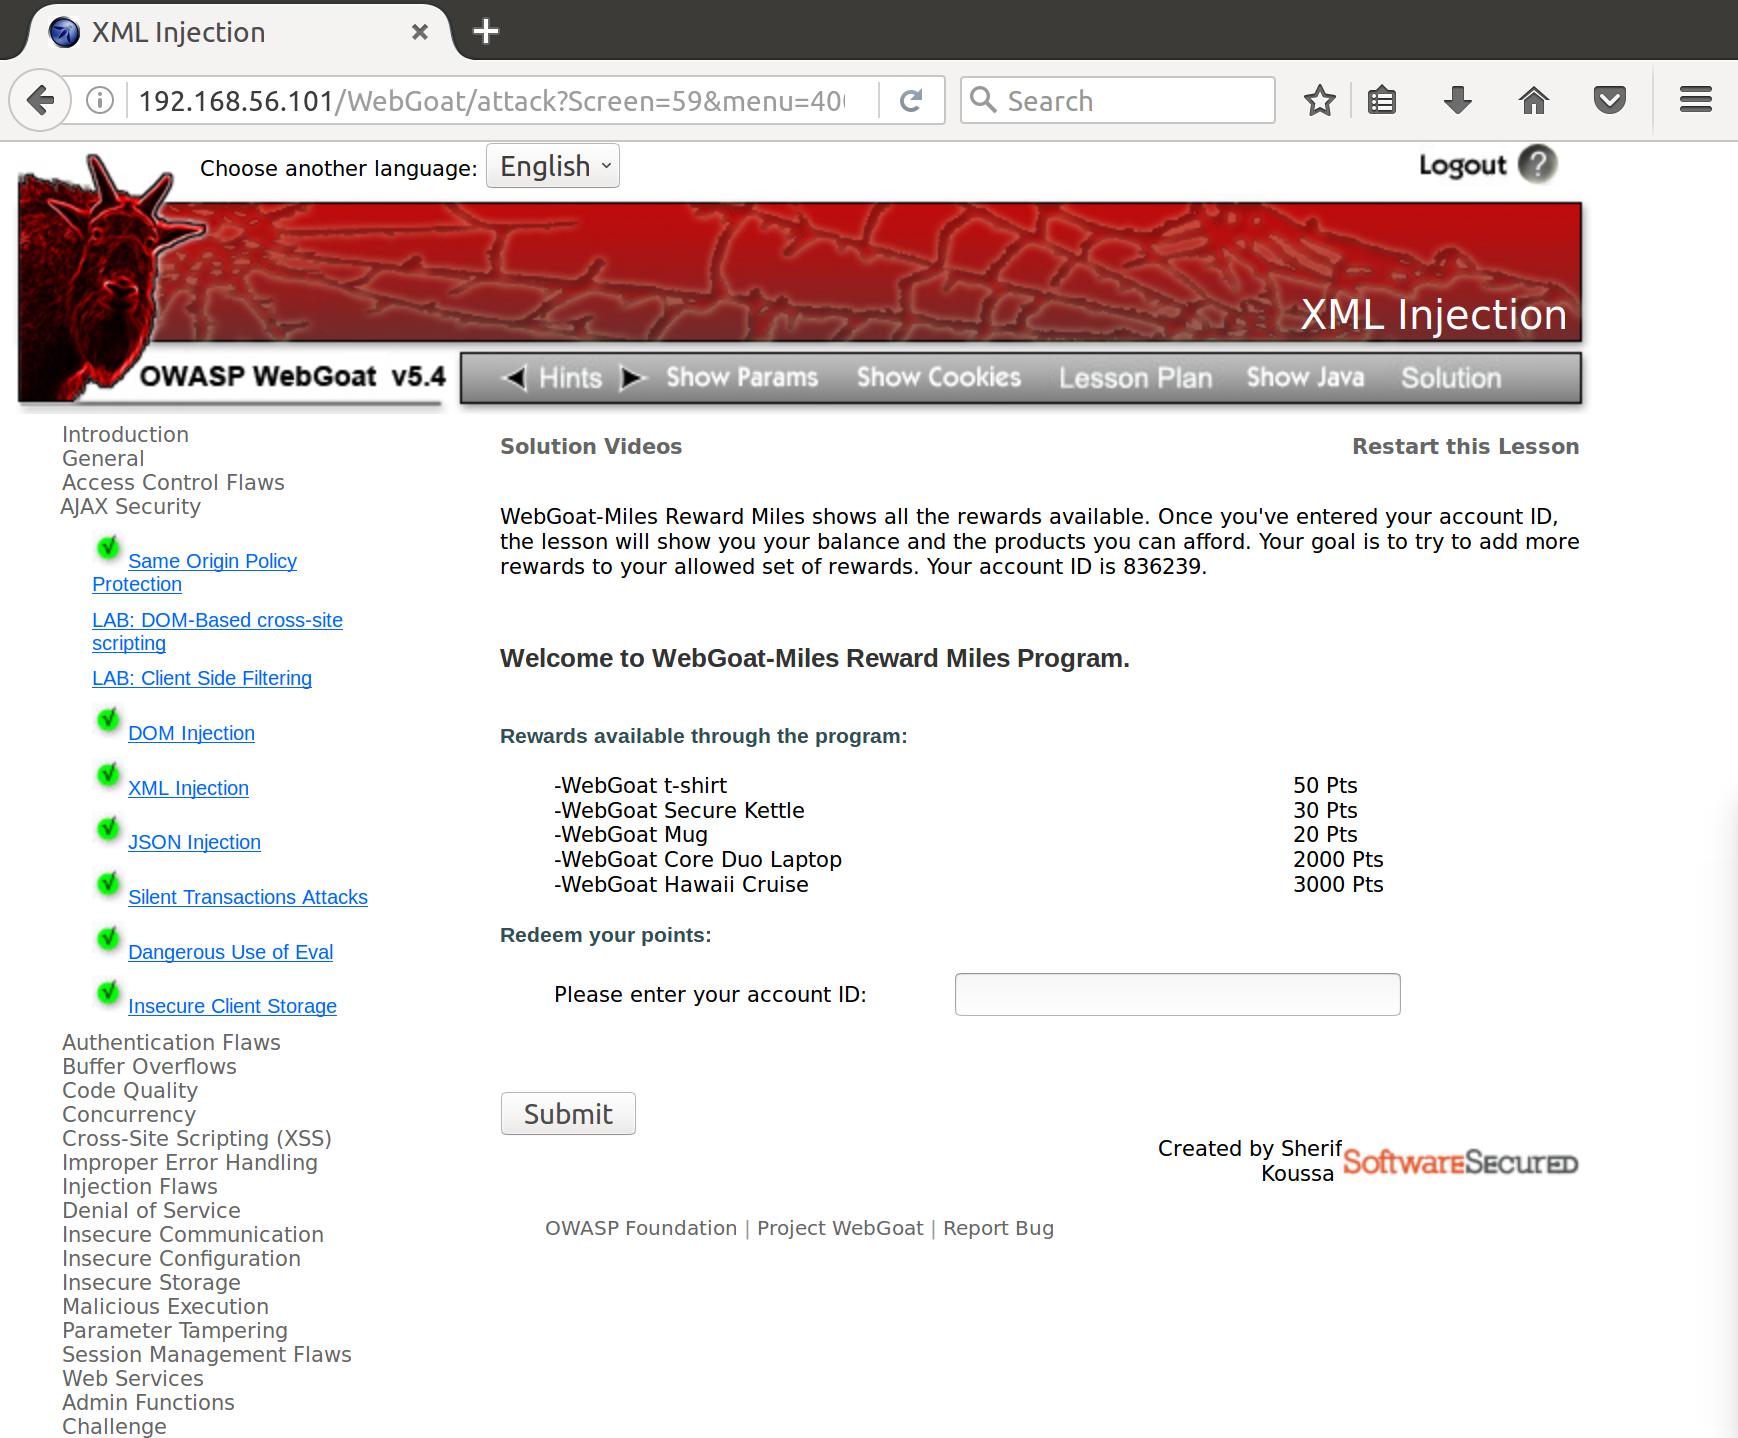 XML Injection
192.168.56.101/WebGoat/attack?Screen=59&menu=40
Search
Choose another language: English
Logout ?
XML Injection
OWASP WebGoat v5.4
Hints Show Params Show Cookies Lesson Plan Show Java Solution
Introduction
General
Access Control Flaws
AJAX Security
Same Origin Policy
Protection
LAB: DOM-Based cross-site
scripting
LAB: Client Side Filtering
DOM Injection
XML Injection
JSON Injection
Silent Transactions Attacks
Dangerous Use of Eval
Insecure Client Storage
Authentication Flaws
Buffer Overflows
Code Quality
Concurrency
Cross-Site Scripting (XSS)
Improper Error Handling
Injection Flaws
Denial of Service
Insecure Communication
Insecure Configuration
Insecure Storage
Malicious Execution
Parameter Tampering
Session Management Flaws
Web Services
Admin Functions
Challenge
Solution Videos Restart this Lesson
WebGoat-Miles Reward Miles shows all the rewards available. Once you've entered your account ID,
the lesson will show you your balance and the products you can afford. Your goal is to try to add more
rewards to your allowed set of rewards. Your account ID is 836239.
Welcome to WebGoat-Miles Reward Miles Program.
Rewards available through the program:
-WebGoat t-shirt 50 Pts
-WebGoat Secure Kettle 30 Pts
-WebGoat Mug 20 Pts
-WebGoat Core Duo Laptop 2000 Pts
-WebGoat Hawaii Cruise 3000 Pts
Redeem your points:
Please enter your account ID:
Submit
Created by Sherif
Koussa
SoftwareSecured
OWASP Foundation | Project WebGoat | Report Bug